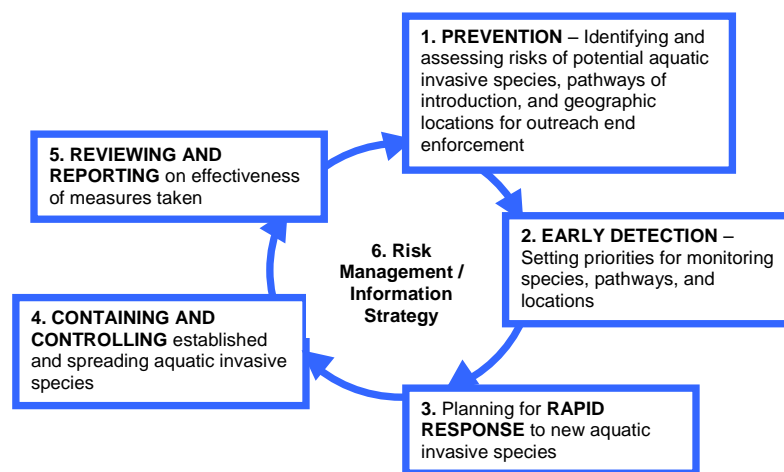 1. PREVENTION – Identifying and
assessing risks of potential aquatic
invasive species, pathways of
introduction, and geographic
locations for outreach end
enforcement
2. EARLY DETECTION –
Setting priorities for monitoring
species, pathways, and
locations
3. Planning for RAPID
RESPONSE to new aquatic
invasive species
4. CONTAINING AND
CONTROLLING established
and spreading aquatic invasive
species
5. REVIEWING AND
REPORTING on effectiveness
of measures taken
6. Risk
Management /
Information
Strategy